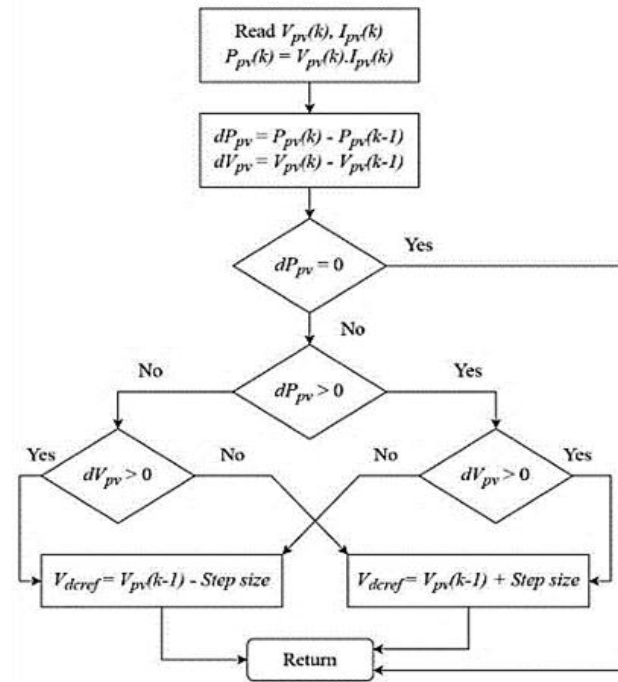 Read V_pv(k), I_pv(k)
P_pv(k) = V_pv(k).I_pv(k)
dP_pv = P_pv(k) - P_pv(k-1)
dV_pv = V_pv(k) - V_pv(k-1)
Yes
dP_pv = 0
No
No
Yes
dP_pv > 0
Yes
No
No
Yes
dV_pv > 0
dV_pv > 0
V_dcref = V_pv(k-1) - Step size
V_dcref = V_pv(k-1) + Step size
Return